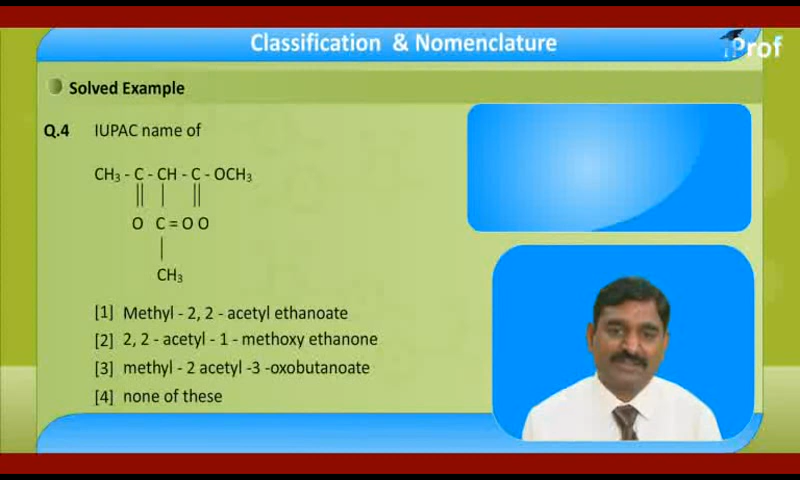 Classification & Nomenclature
iProf
Solved Example
Q.4 IUPAC name of
CH₃ - C - CH - C - OCH₃
|| | ||
O C = O O
|
CH₃
[1] Methyl - 2, 2 - acetyl ethanoate
[2] 2, 2 - acetyl - 1 - methoxy ethanone
[3] methyl - 2 acetyl -3 -oxobutanoate
[4] none of these